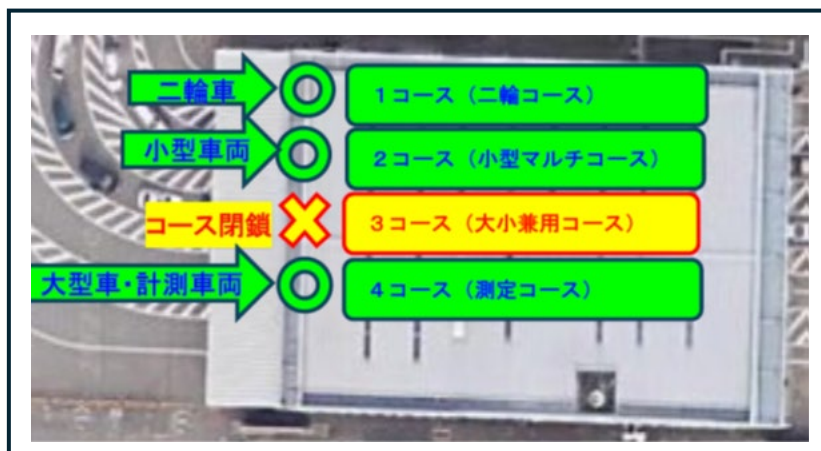 二輪車
1コース（二輪コース）
小型車両
2コース（小型マルチコース）
コース閉鎖
3コース（大小兼用コース）
大型車・計測車両
4コース（測定コース）